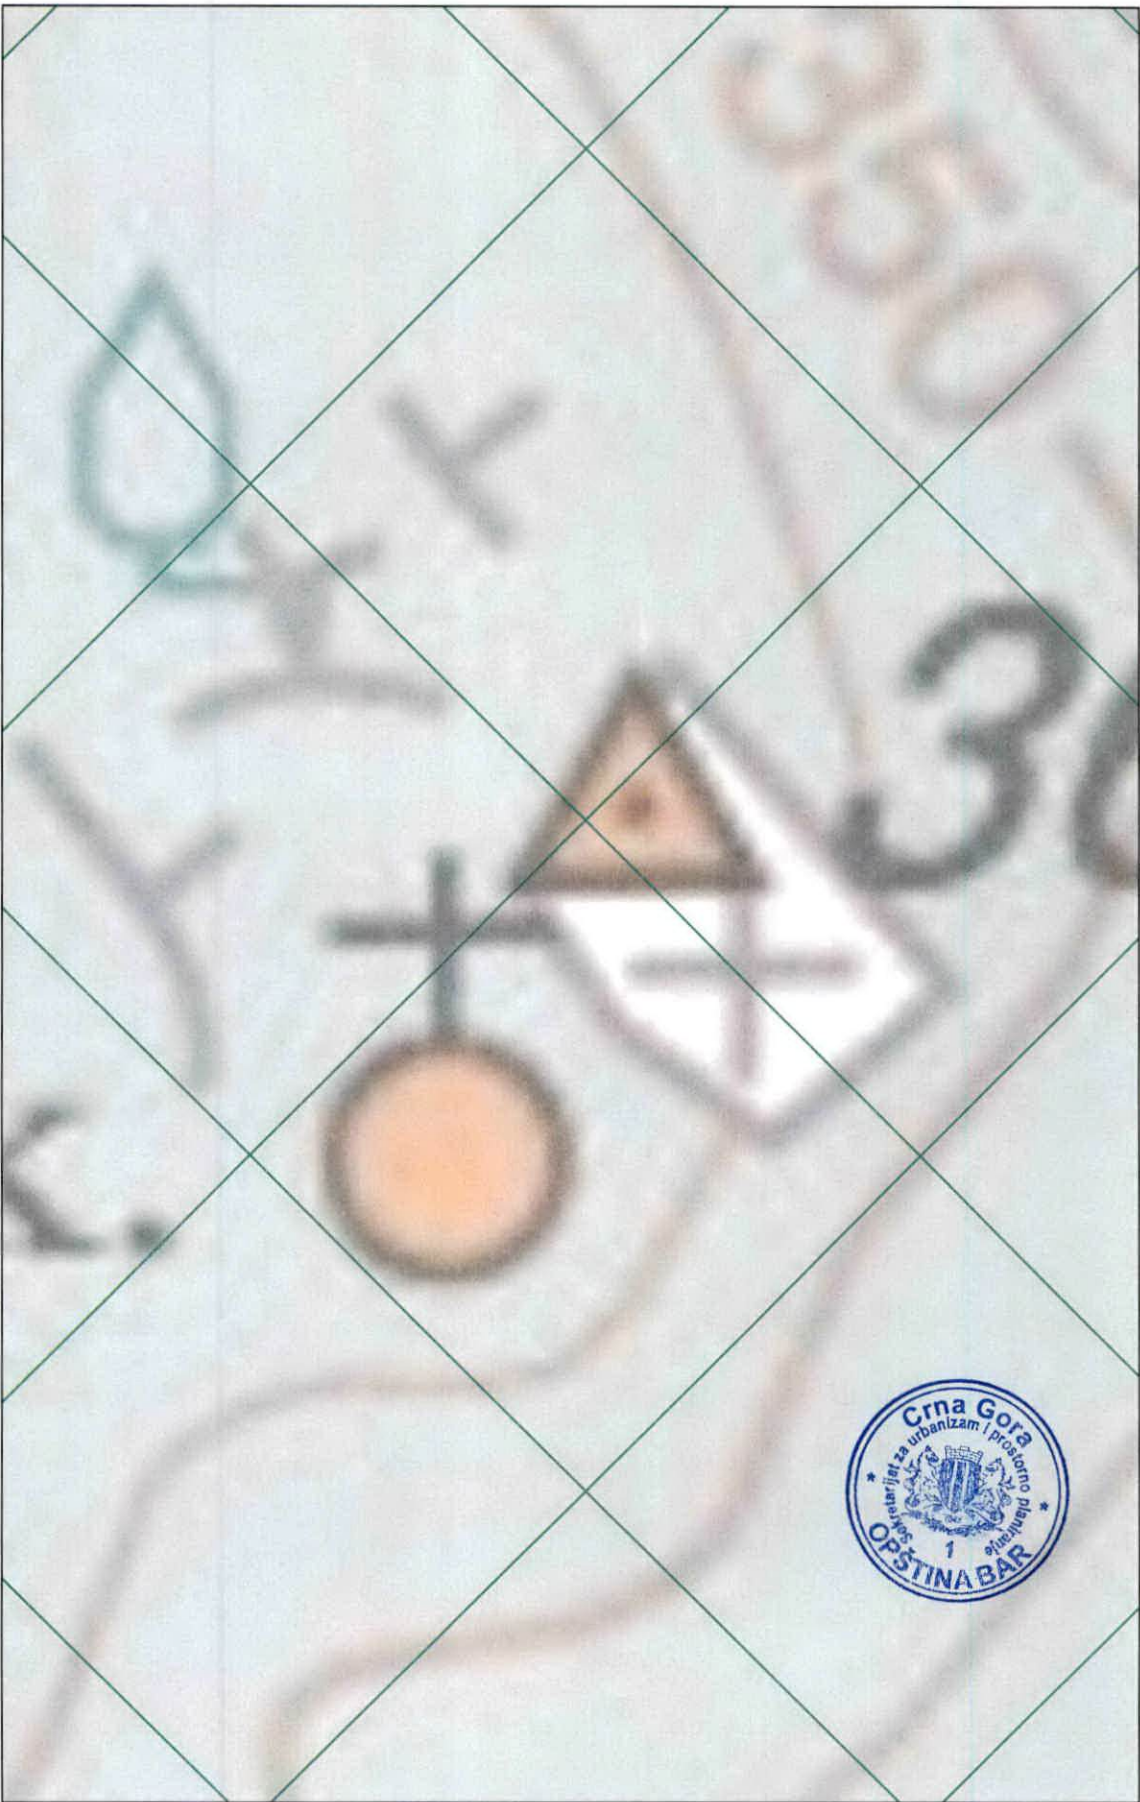 350
3
к.
Crna Gora
Sekretarijat za urbanizam i prostorno planiranje
1
OPŠTINA BAR